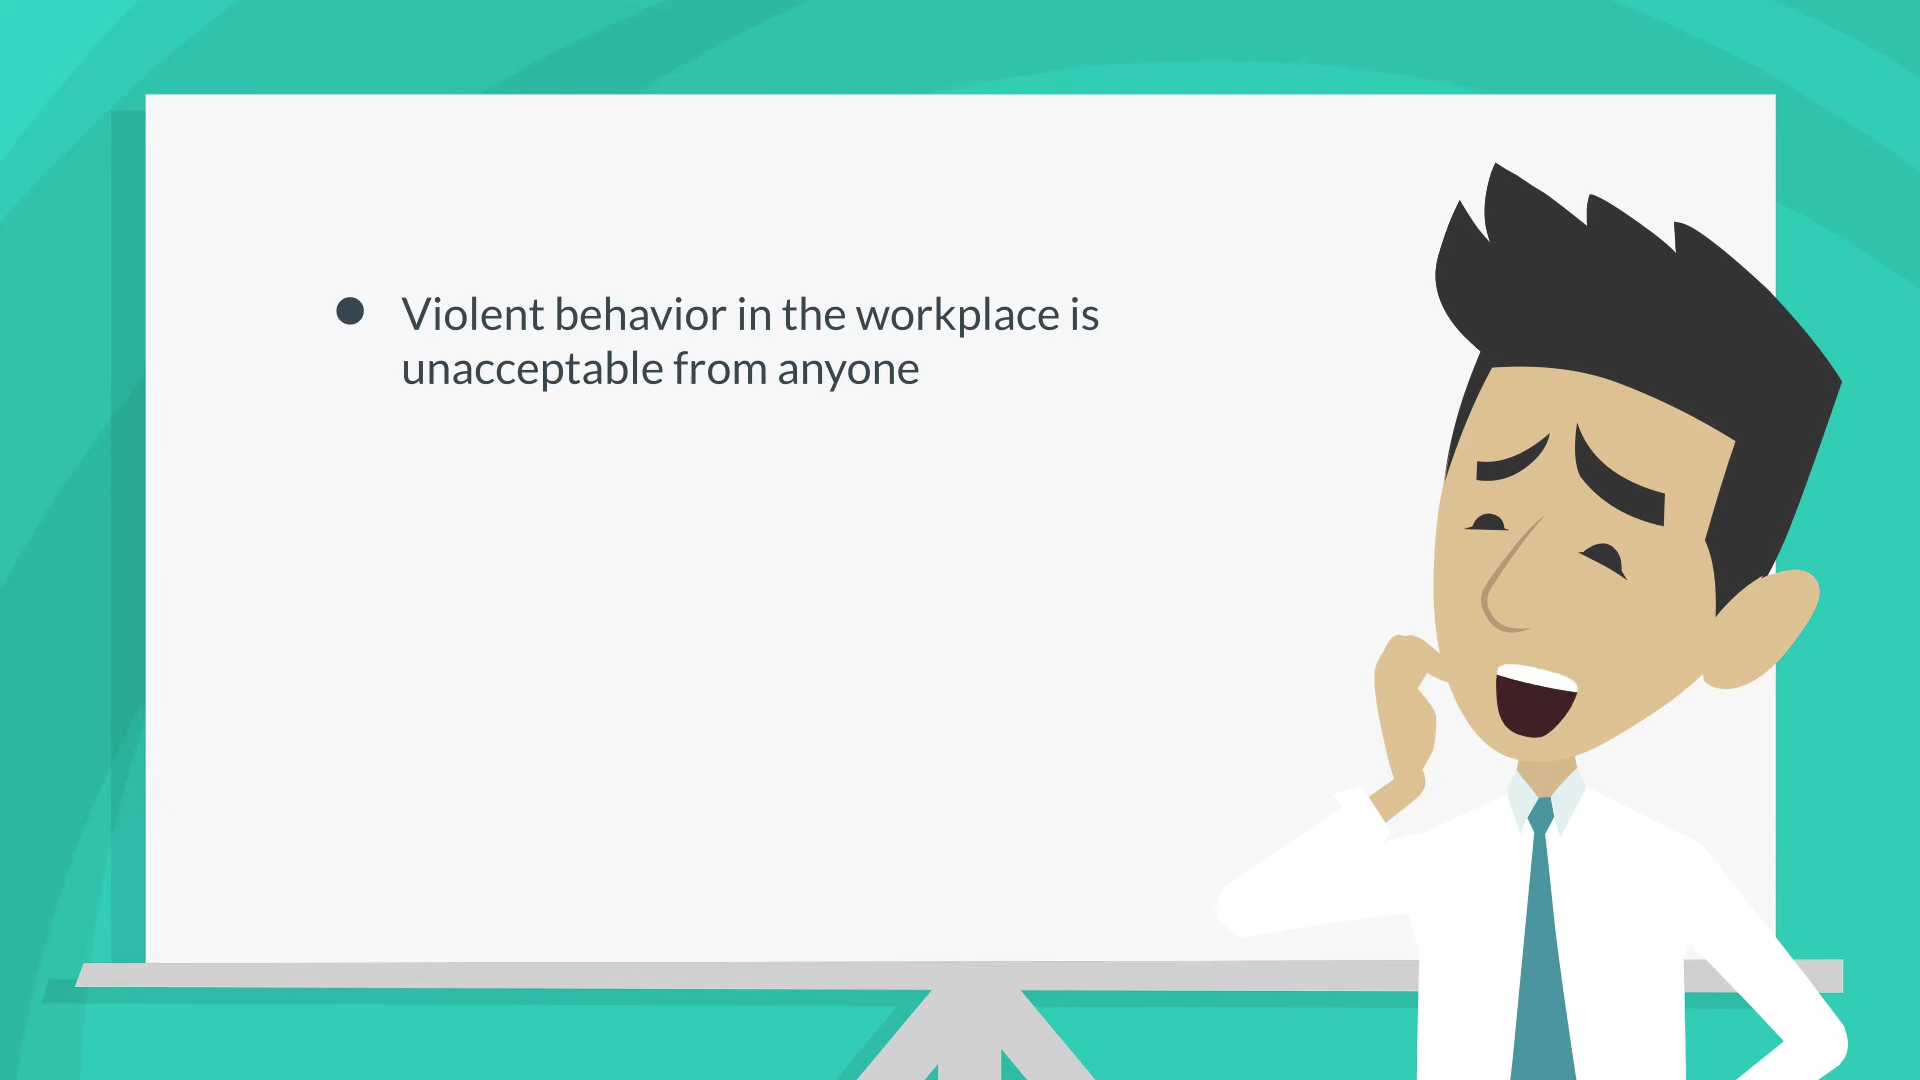 Violent behavior in the workplace is
unacceptable from anyone